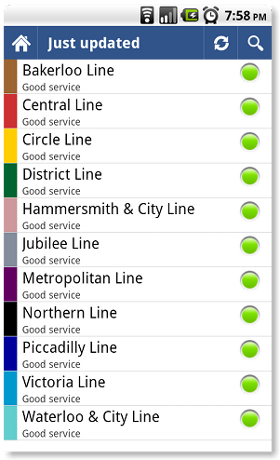 7:58 PM
Just updated
Bakerloo Line
Good service
Central Line
Good service
Circle Line
Good service
District Line
Good service
Hammersmith & City Line
Good service
Jubilee Line
Good service
Metropolitan Line
Good service
Northern Line
Good service
Piccadilly Line
Good service
Victoria Line
Good service
Waterloo & City Line
Good service